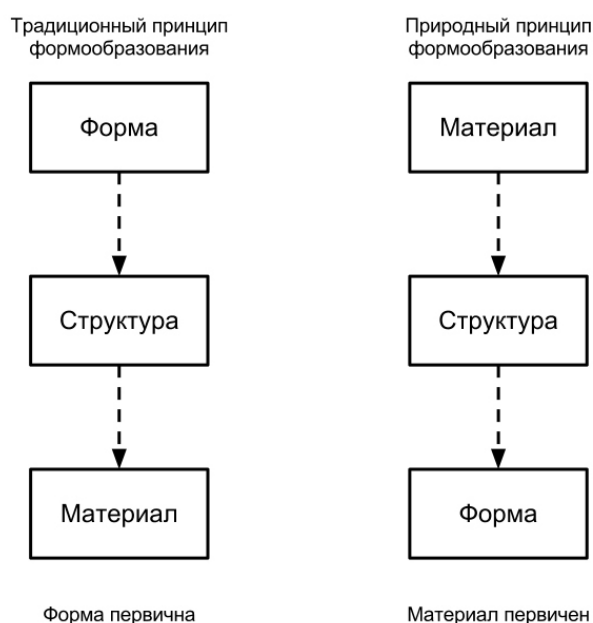 Традиционный принцип
формообразования
Форма
Структура
Материал
Форма первична
Природный принцип
формообразования
Материал
Структура
Форма
Материал первичен